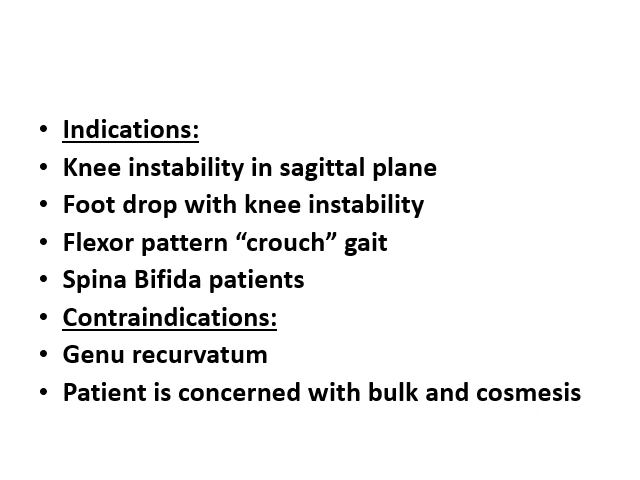 • Indications:
• Knee instability in sagittal plane
• Foot drop with knee instability
• Flexor pattern “crouch” gait
• Spina Bifida patients
• Contraindications:
• Genu recurvatum
• Patient is concerned with bulk and cosmesis